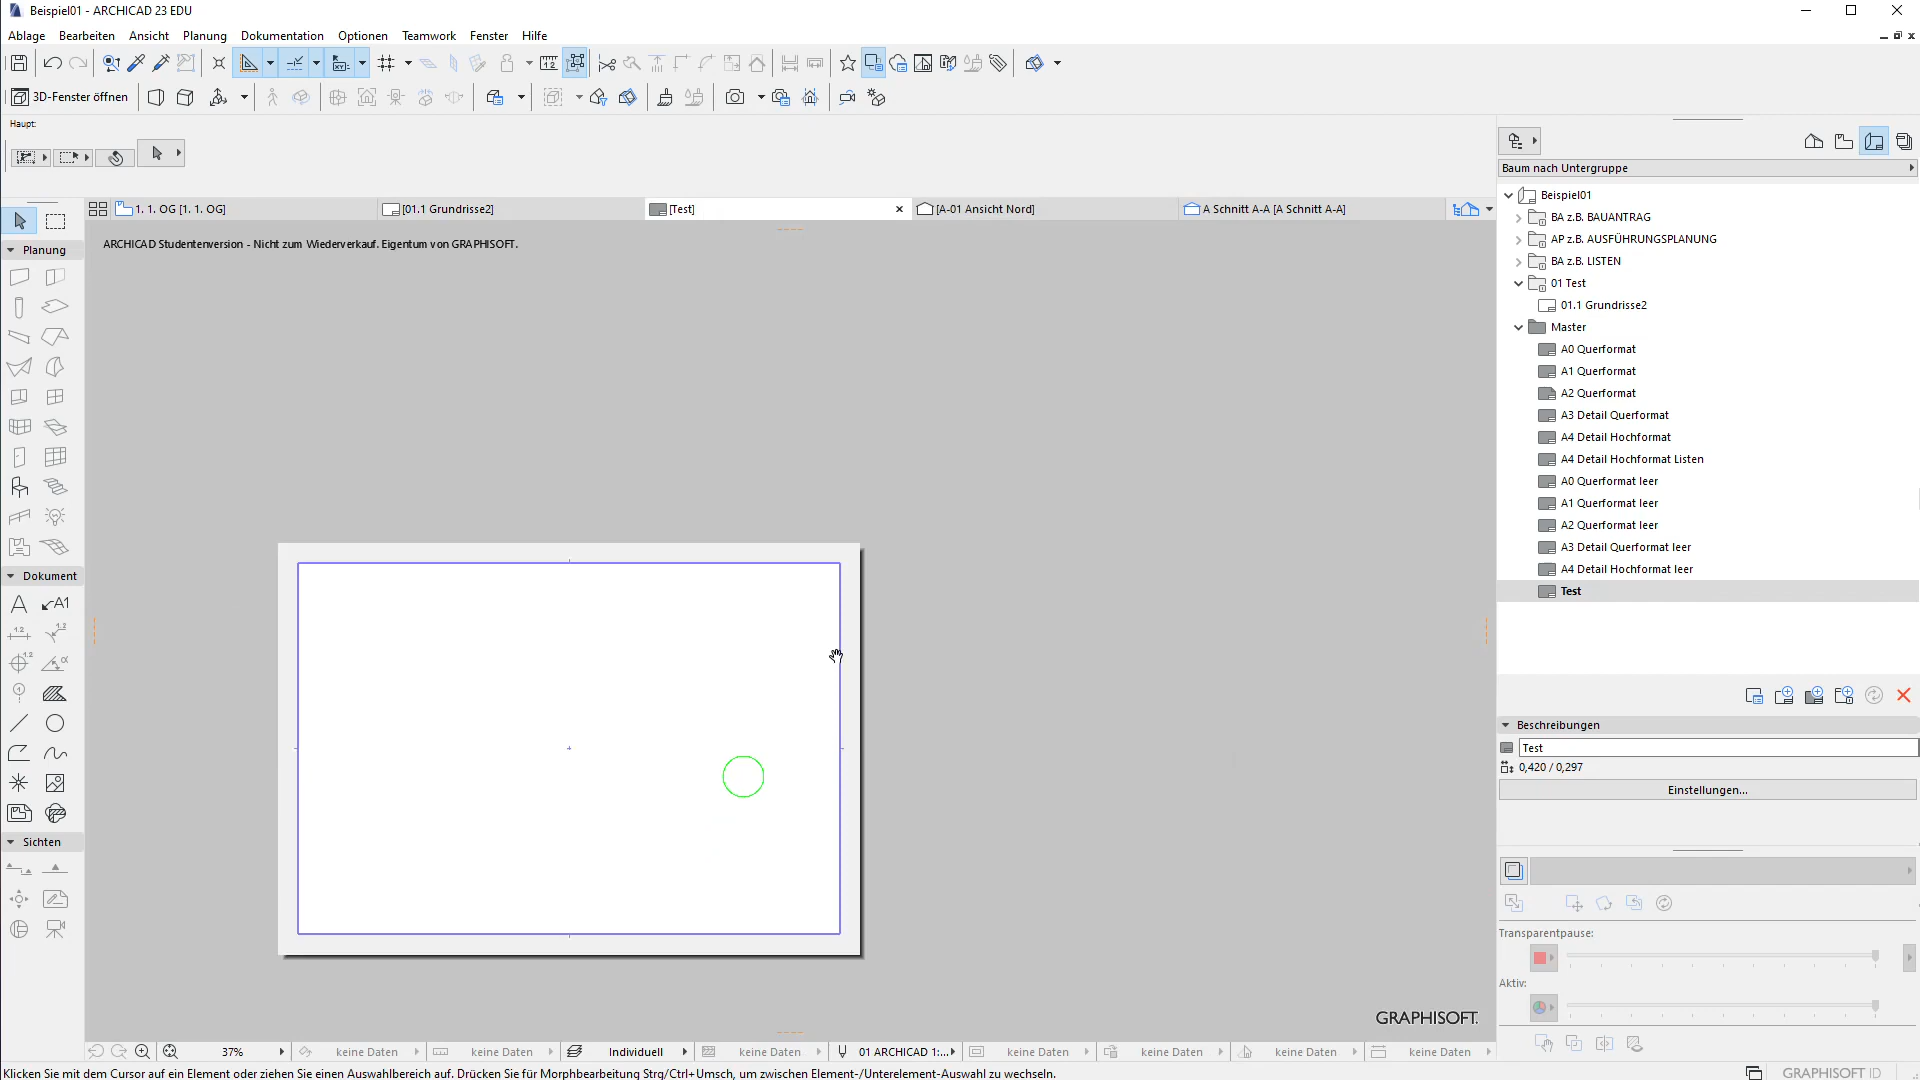 Beispiel01 - ARCHICAD 23 EDU
Ablage Bearbeiten Ansicht Planung Dokumentation Optionen Teamwork Fenster Hilfe
3D-Fenster öffnen
Haupt:
1. 1. OG [1. 1. OG] [01.1 Grundrisse2] [Test] [A-01 Ansicht Nord] A Schnitt A-A [A Schnitt A-A]
ARCHICAD Studentenversion - Nicht zum Wiederverkauf. Eigentum von GRAPHISOFT.
Planung
Dokument
A A1
1.2 1.2
1.2 α
1
Sichten
Baum nach Untergruppe
Beispiel01
BA z.B. BAUANTRAG
AP z.B. AUSFÜHRUNGSPLANUNG
BA z.B. LISTEN
01 Test
01.1 Grundrisse2
Master
A0 Querformat
A1 Querformat
A2 Querformat
A3 Detail Querformat
A4 Detail Hochformat
A4 Detail Hochformat Listen
A0 Querformat leer
A1 Querformat leer
A2 Querformat leer
A3 Detail Querformat leer
A4 Detail Hochformat leer
Test
Beschreibungen
Test
0,420 / 0,297
Einstellungen...
Transparentpause:
Aktiv:
GRAPHISOFT.
37% keine Daten keine Daten Individuell keine Daten 01 ARCHICAD 1:... keine Daten keine Daten keine Daten keine Daten
Klicken Sie mit dem Cursor auf ein Element oder ziehen Sie einen Auswahlbereich auf. Drücken Sie für Morphbearbeitung Strg/Ctrl+Umsch, um zwischen Element-/Unterelement-Auswahl zu wechseln.
GRAPHISOFT ID